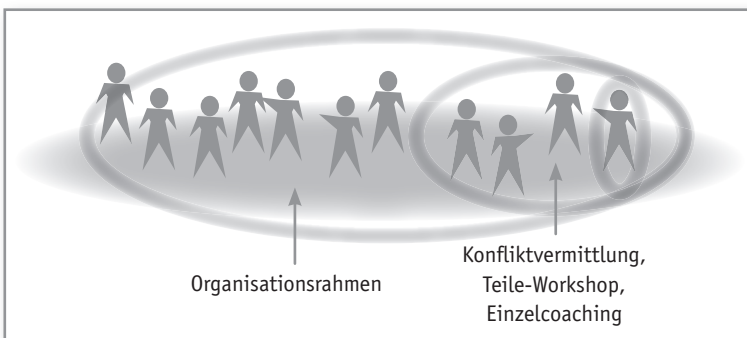 Organisationsrahmen
Konfliktvermittlung,
Teile-Workshop,
Einzelcoaching